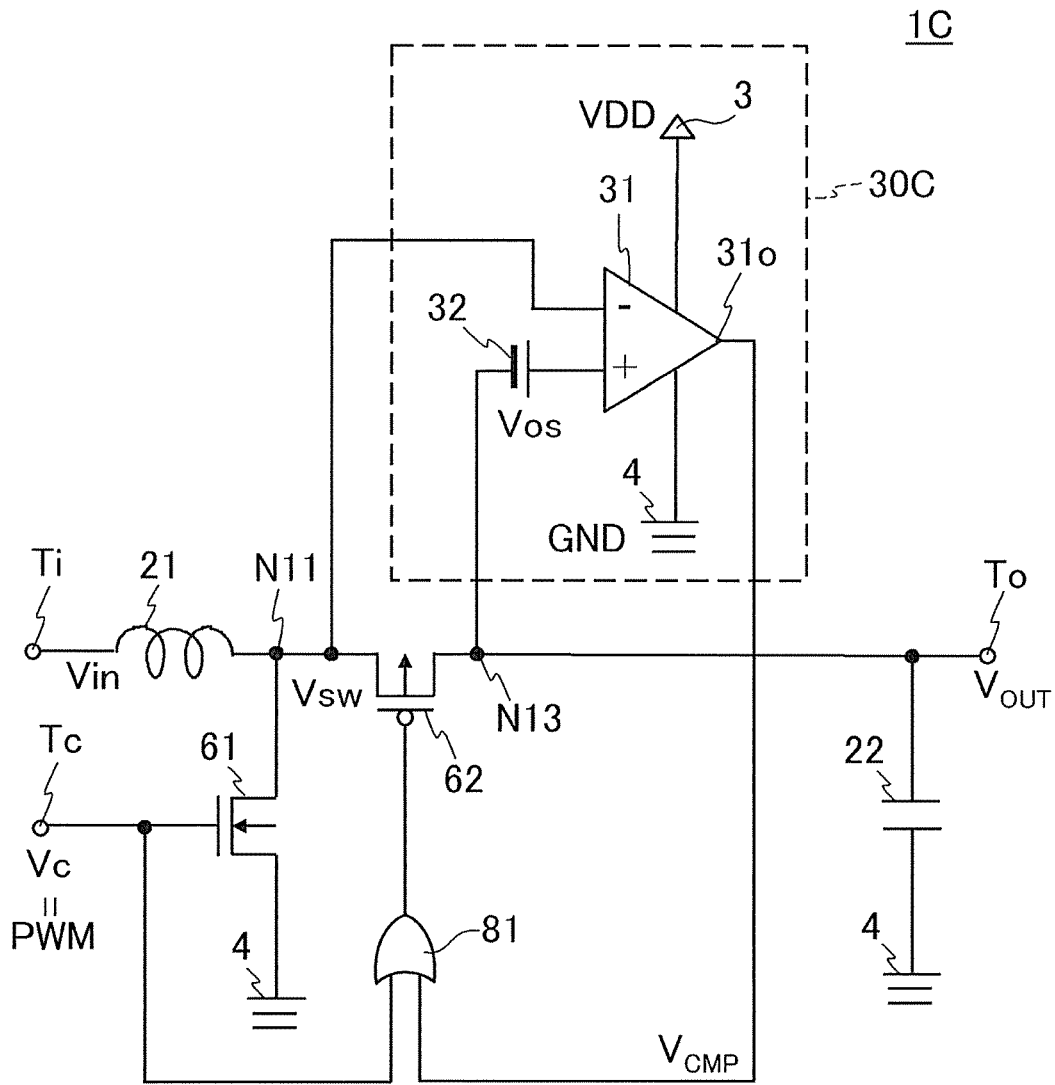 1C
VDD
3
30C
31
31o
32
-
+
Vos
4
GND
Ti
21
N11
To
Vin
Vsw
N13
VOUT
Tc
61
62
22
Vc
=
PWM
4
81
4
VCMP